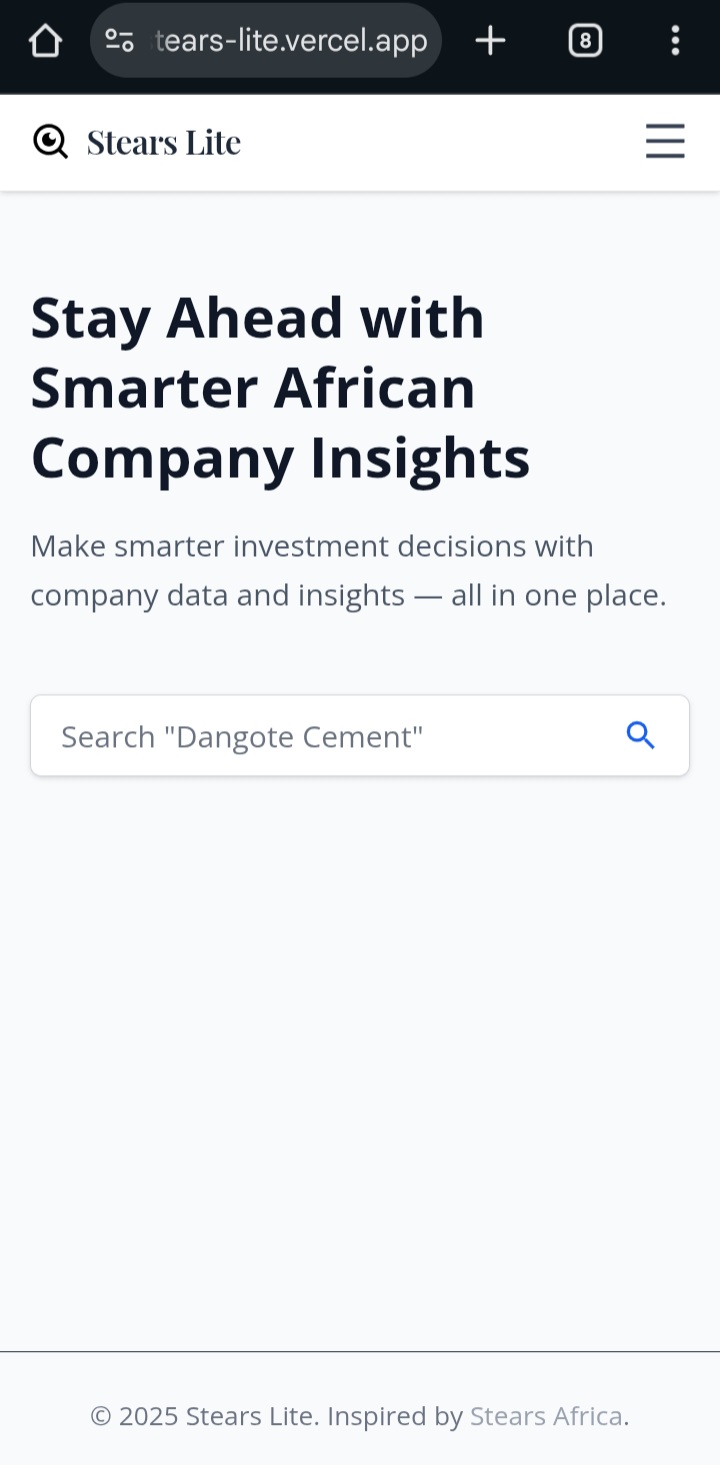 tears-lite.vercel.app
8
Stears Lite
Stay Ahead with
Smarter African
Company Insights
Make smarter investment decisions with
company data and insights — all in one place.
Search "Dangote Cement"
© 2025 Stears Lite. Inspired by Stears Africa.